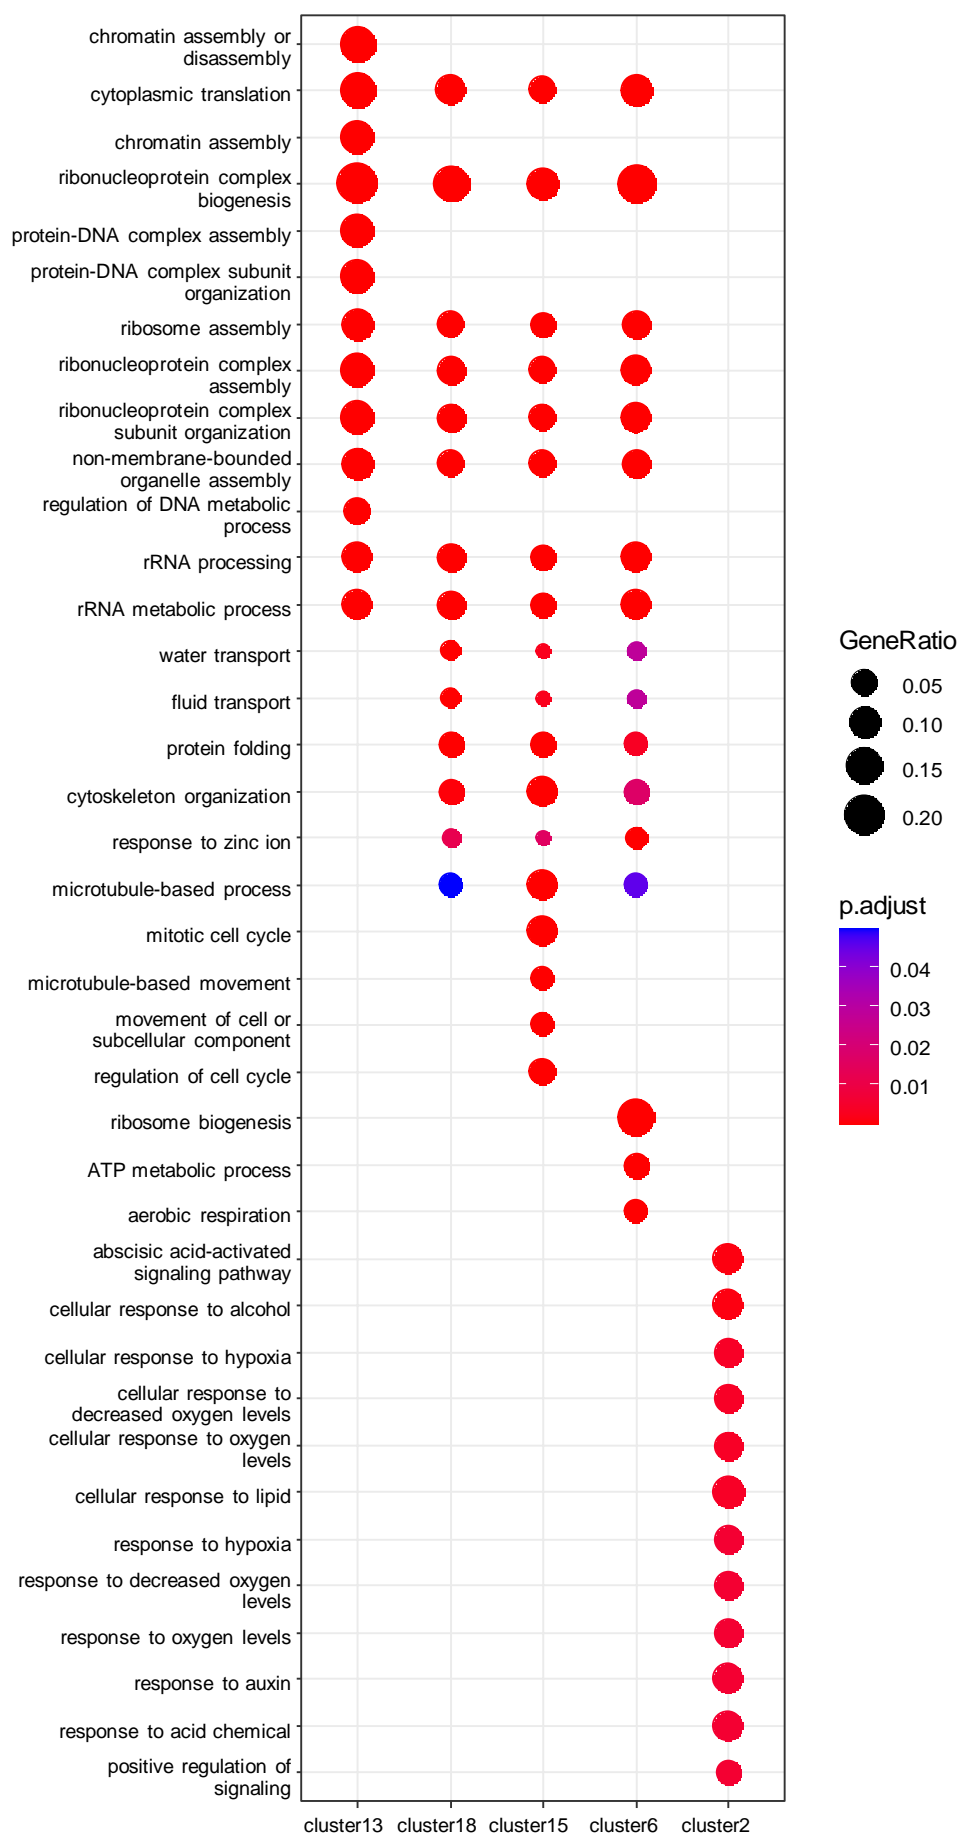 chromatin assembly or
disassembly
cytoplasmic translation
chromatin assembly
ribonucleoprotein complex
biogenesis
protein-DNA complex assembly
protein-DNA complex subunit
organization
ribosome assembly
ribonucleoprotein complex
assembly
ribonucleoprotein complex
subunit organization
non-membrane-bounded
organelle assembly
regulation of DNA metabolic
process
rRNA processing
rRNA metabolic process
water transport
fluid transport
protein folding
cytoskeleton organization
response to zinc ion
microtubule-based process
mitotic cell cycle
microtubule-based movement
movement of cell or
subcellular component
regulation of cell cycle
ribosome biogenesis
ATP metabolic process
aerobic respiration
abscisic acid-activated
signaling pathway
cellular response to alcohol
cellular response to hypoxia
cellular response to
decreased oxygen levels
cellular response to oxygen
levels
cellular response to lipid
response to hypoxia
response to decreased oxygen
levels
response to oxygen levels
response to auxin
response to acid chemical
positive regulation of
signaling
cluster13 cluster18 cluster15 cluster6 cluster2
GeneRatio
0.05
0.10
0.15
0.20
p.adjust
0.04
0.03
0.02
0.01